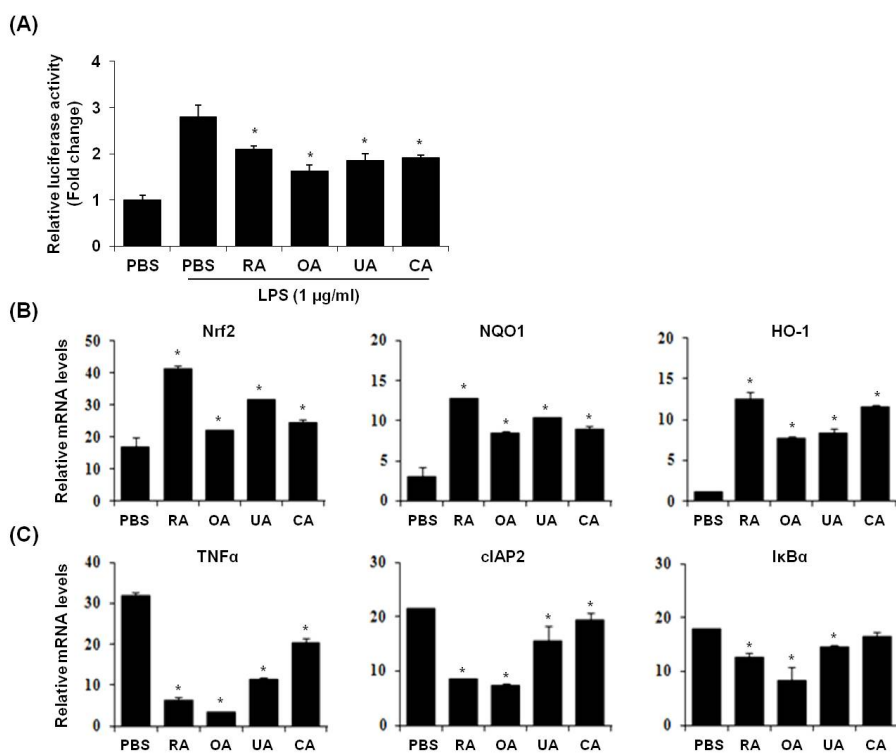 (A)
Relative luciferase activity
(Fold change)
4
3
2
1
0
*
*
*
*
PBS PBS RA OA UA CA
LPS (1 µg/ml)
(B)
Nrf2
NQO1
HO-1
Relative mRNA levels
50
40
30
20
10
0
*
*
*
*
PBS RA OA UA CA
20
15
10
5
0
*
*
*
*
PBS RA OA UA CA
20
15
10
5
0
*
*
*
*
PBS RA OA UA CA
(C)
TNFα
cIAP2
IκBα
Relative mRNA levels
40
30
20
10
0
*
*
*
*
PBS RA OA UA CA
30
20
10
0
*
*
*
*
PBS RA OA UA CA
30
20
10
0
*
*
*
PBS RA OA UA CA